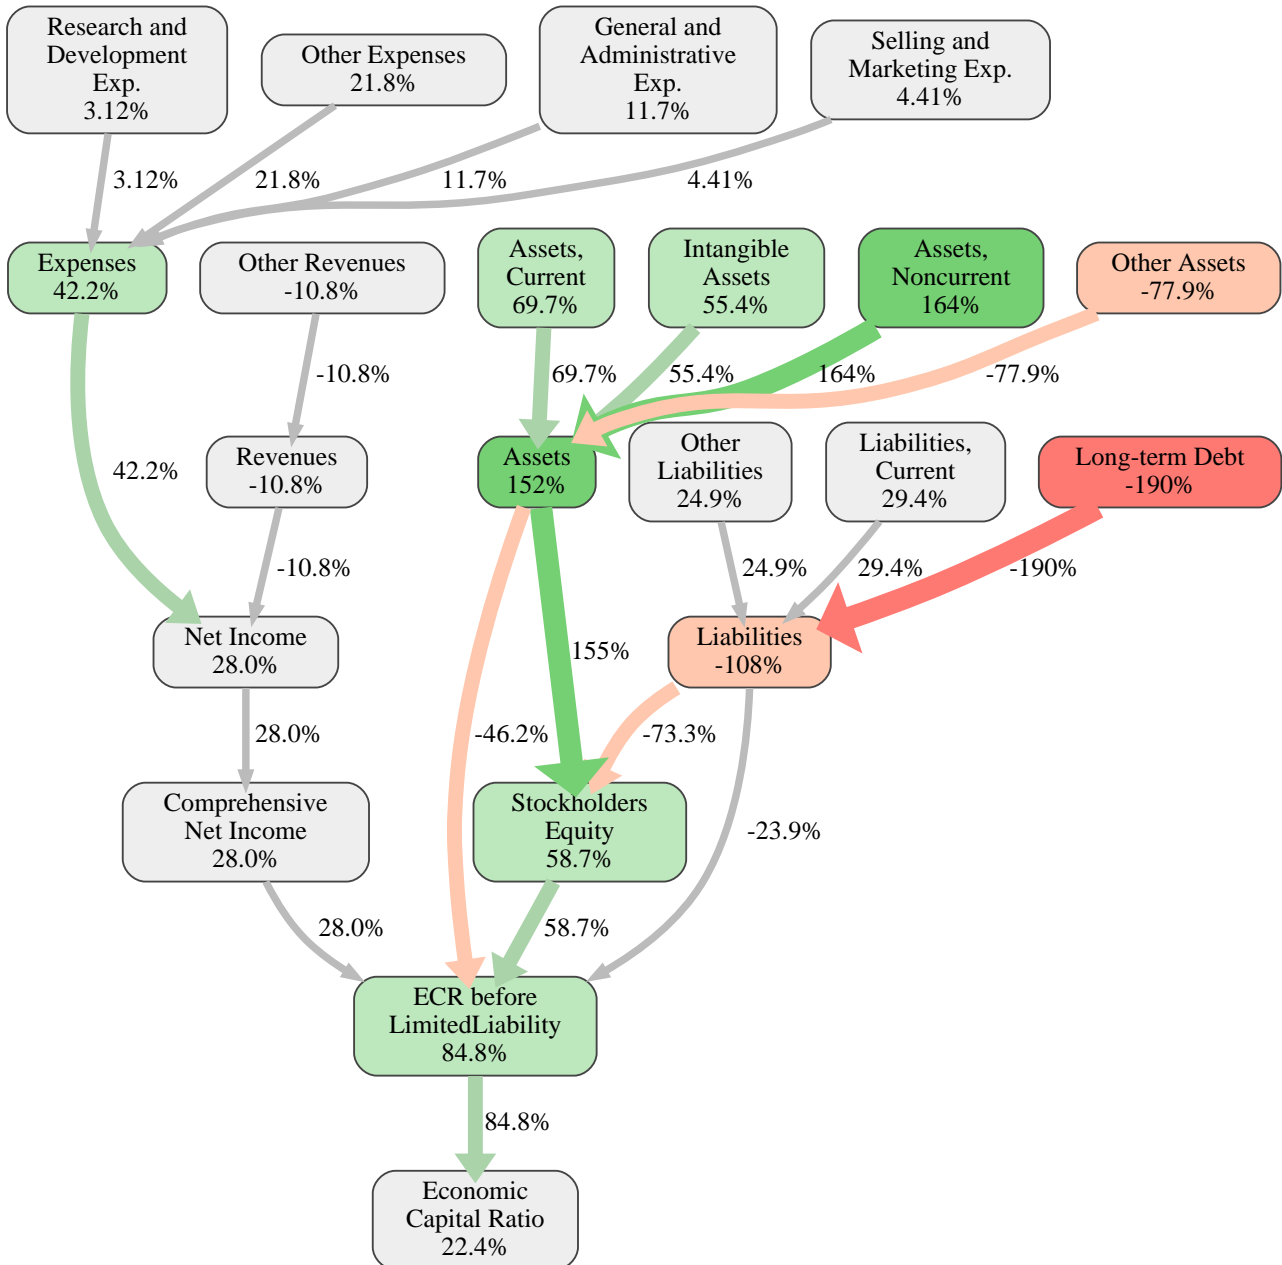 Research and
Development
Exp.
3.12%
Other Expenses
21.8%
General and
Administrative
Exp.
11.7%
Selling and
Marketing Exp.
4.41%
3.12%
21.8%
11.7%
4.41%
Expenses
42.2%
Other Revenues
-10.8%
Assets,
Current
69.7%
Intangible
Assets
55.4%
Assets,
Noncurrent
164%
Other Assets
-77.9%
-10.8%
69.7%
55.4%
164%
-77.9%
42.2%
Revenues
-10.8%
Assets
152%
Other
Liabilities
24.9%
Liabilities,
Current
29.4%
Long-term Debt
-190%
-10.8%
24.9%
29.4%
-190%
Net Income
28.0%
155%
Liabilities
-108%
28.0%
-46.2%
-73.3%
Comprehensive
Net Income
28.0%
Stockholders
Equity
58.7%
-23.9%
28.0%
58.7%
ECR before
LimitedLiability
84.8%
84.8%
Economic
Capital Ratio
22.4%